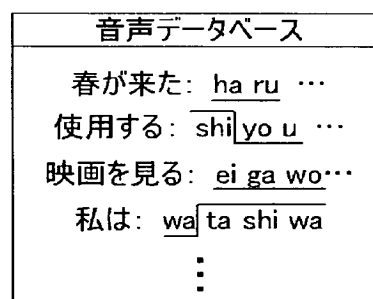 音声データベース
春が来た: ha ru …
使用する: shi yo u …
映画を見る: ei ga wo…
私は: wa ta shi wa
⋮